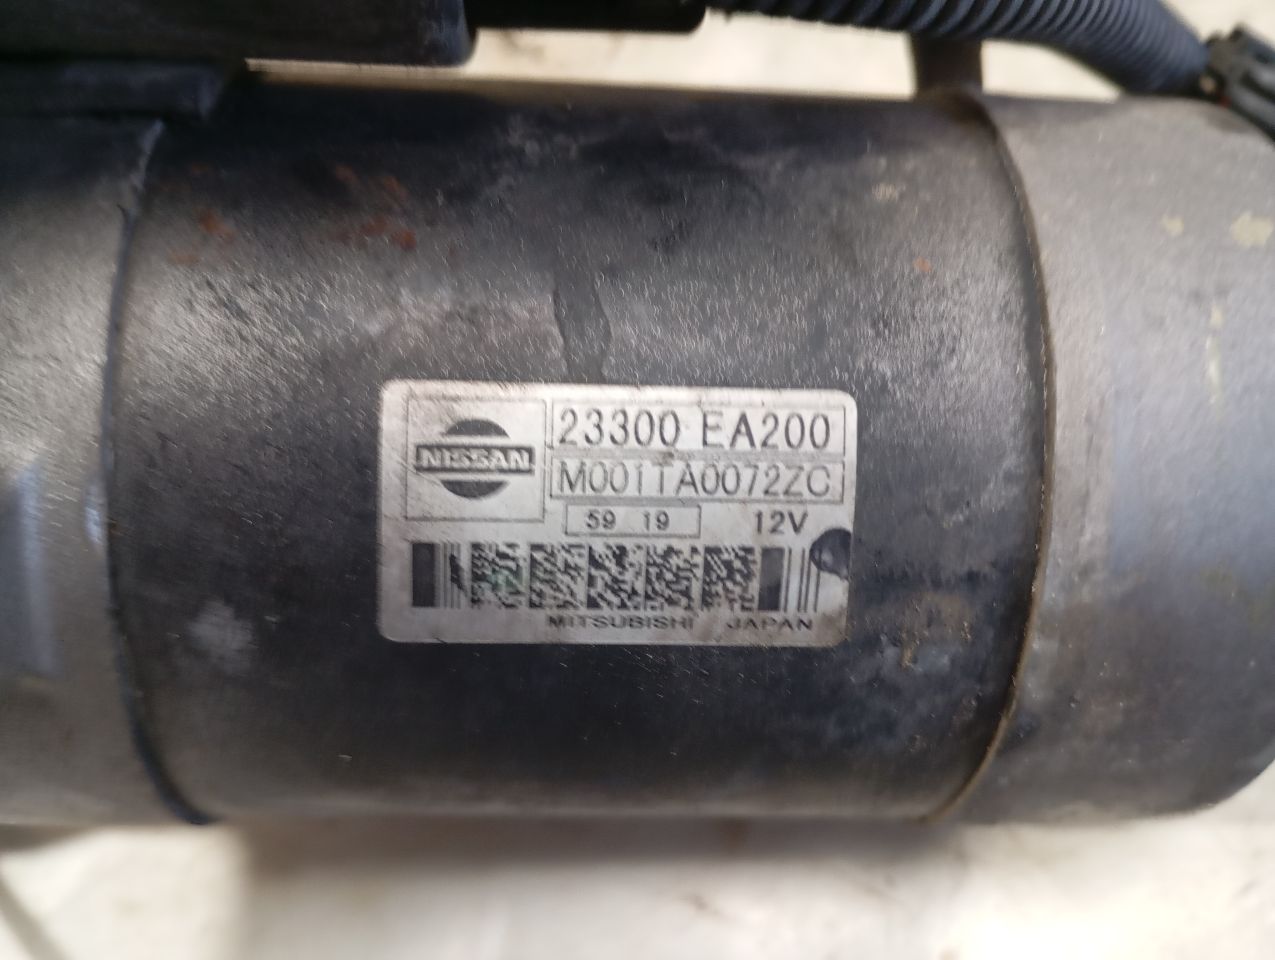 NISSAN
23300 EA200
M001TA0072ZC
59 19 12V
MITSUBISHI JAPAN